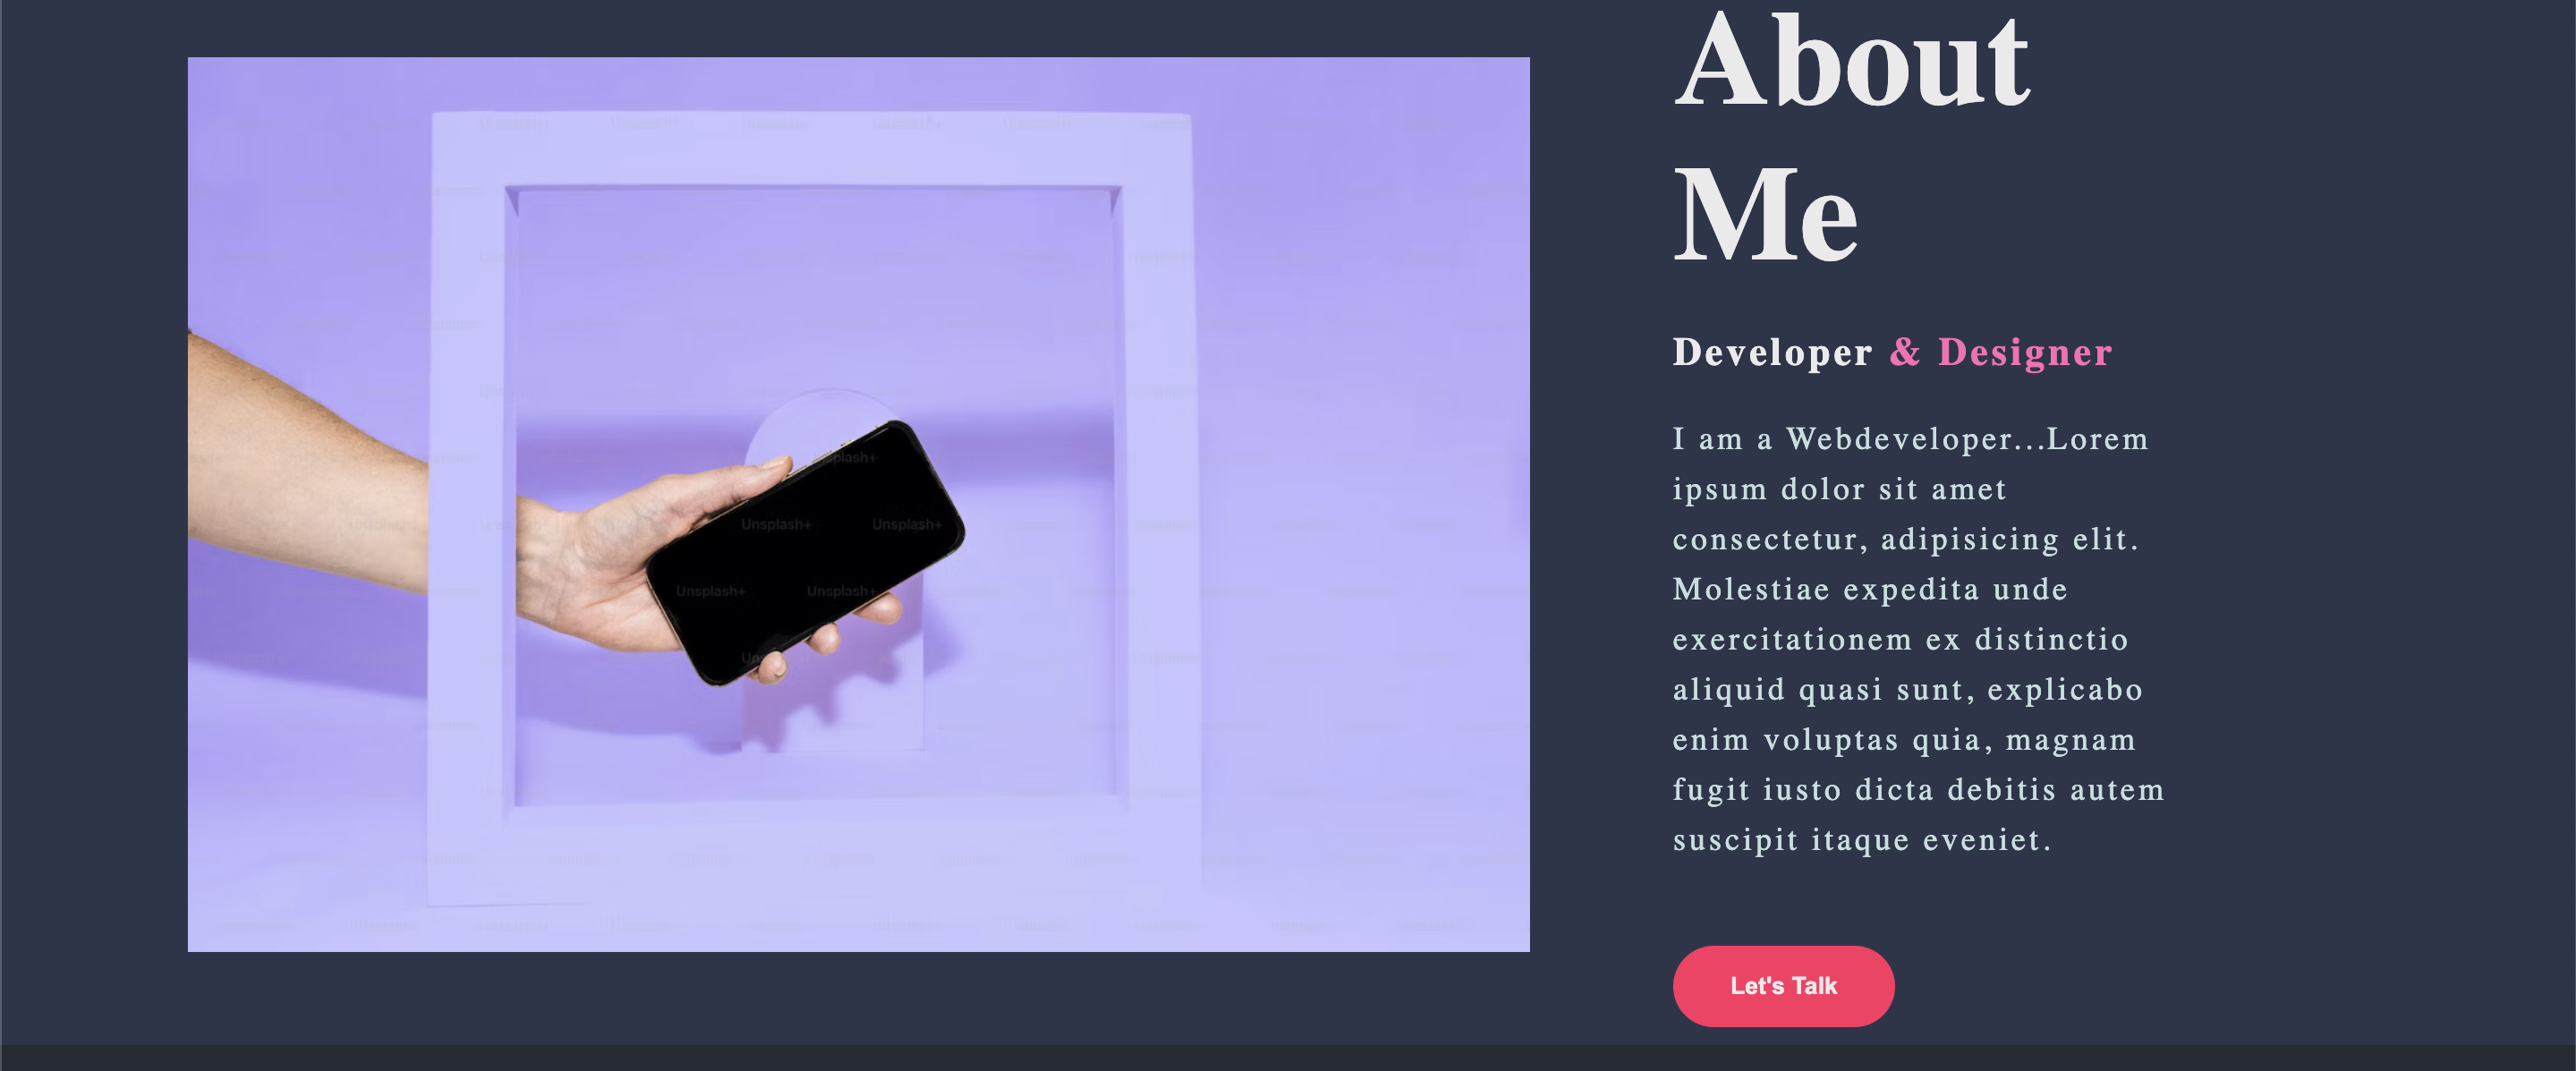 About
Me
Developer & Designer
I am a Webdeveloper...Lorem
ipsum dolor sit amet
consectetur, adipisicing elit.
Molestiae expedita unde
exercitationem ex distinctio
aliquid quasi sunt, explicabo
enim voluptas quia, magnam
fugit iusto dicta debitis autem
suscipit itaque eveniet.
Let's Talk
Unsplash+ Unsplash+
Unsplash+ Unsplash+